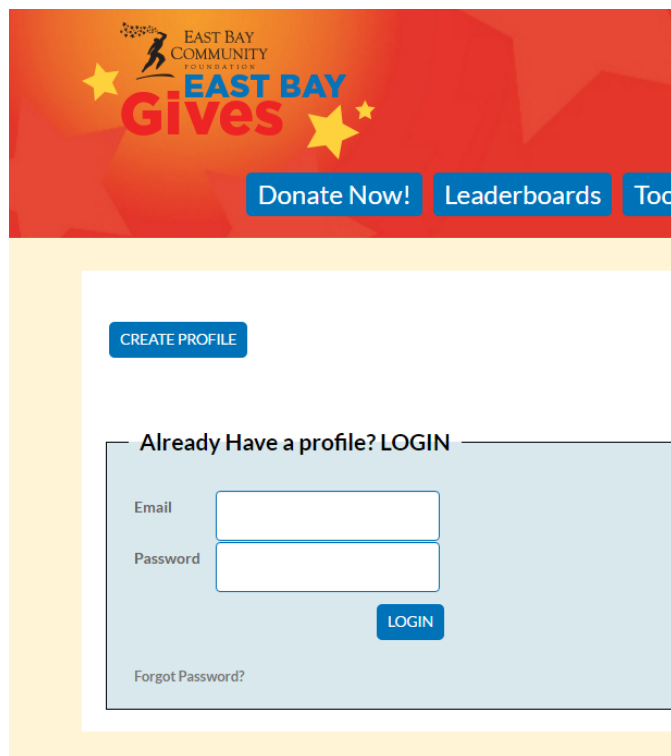 EAST BAY
COMMUNITY
FOUNDATION
EAST BAY
Gives
Donate Now! Leaderboards Too
CREATE PROFILE
Already Have a profile? LOGIN
Email
Password
LOGIN
Forgot Password?